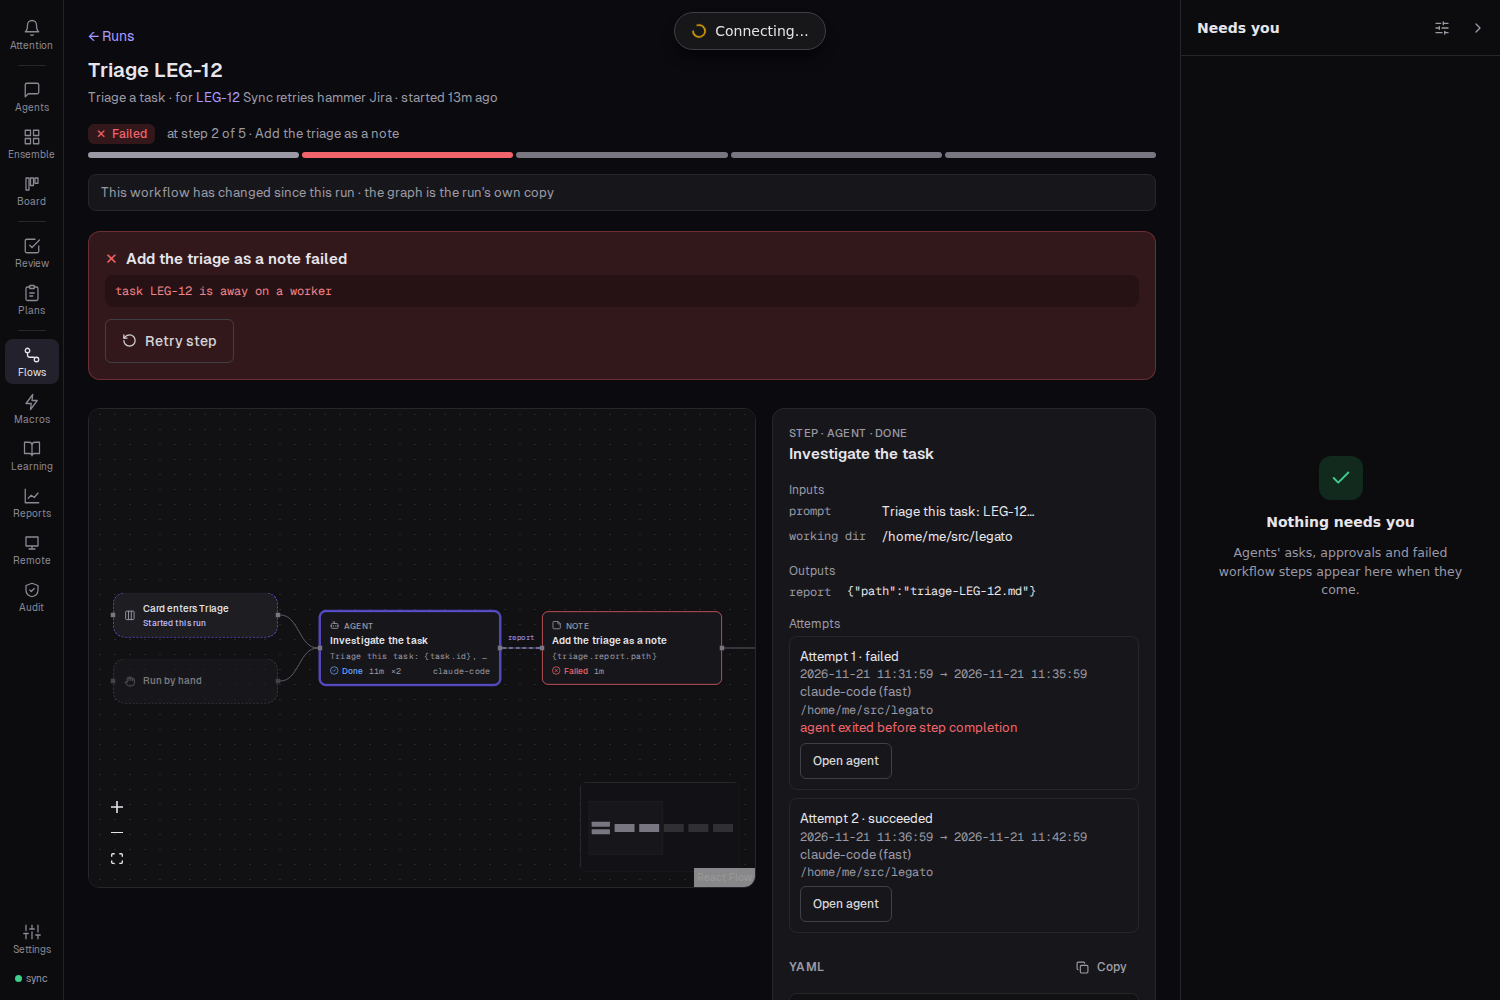 Attention
Agents
Ensemble
Board
Review
Plans
Flows
Macros
Learning
Reports
Remote
Audit
Settings
sync
← Runs
Connecting...
Triage LEG-12
Triage a task · for LEG-12 Sync retries hammer Jira · started 13m ago
Failed at step 2 of 5 · Add the triage as a note
This workflow has changed since this run · the graph is the run's own copy
Add the triage as a note failed
task LEG-12 is away on a worker
Retry step
Card enters Triage
Started this run
Run by hand
AGENT
Investigate the task
Triage this task: {task.id}, …
Done 11m ×2 claude-code
report
NOTE
Add the triage as a note
{triage.report.path}
Failed 1m
React Flow
STEP · AGENT · DONE
Investigate the task
Inputs
prompt Triage this task: LEG-12…
working dir /home/me/src/legato
Outputs
report {"path":"triage-LEG-12.md"}
Attempts
Attempt 1 · failed
2026-11-21 11:31:59 → 2026-11-21 11:35:59
claude-code (fast)
/home/me/src/legato
agent exited before step completion
Open agent
Attempt 2 · succeeded
2026-11-21 11:36:59 → 2026-11-21 11:42:59
claude-code (fast)
/home/me/src/legato
Open agent
YAML Copy
Needs you
Nothing needs you
Agents' asks, approvals and failed
workflow steps appear here when they
come.